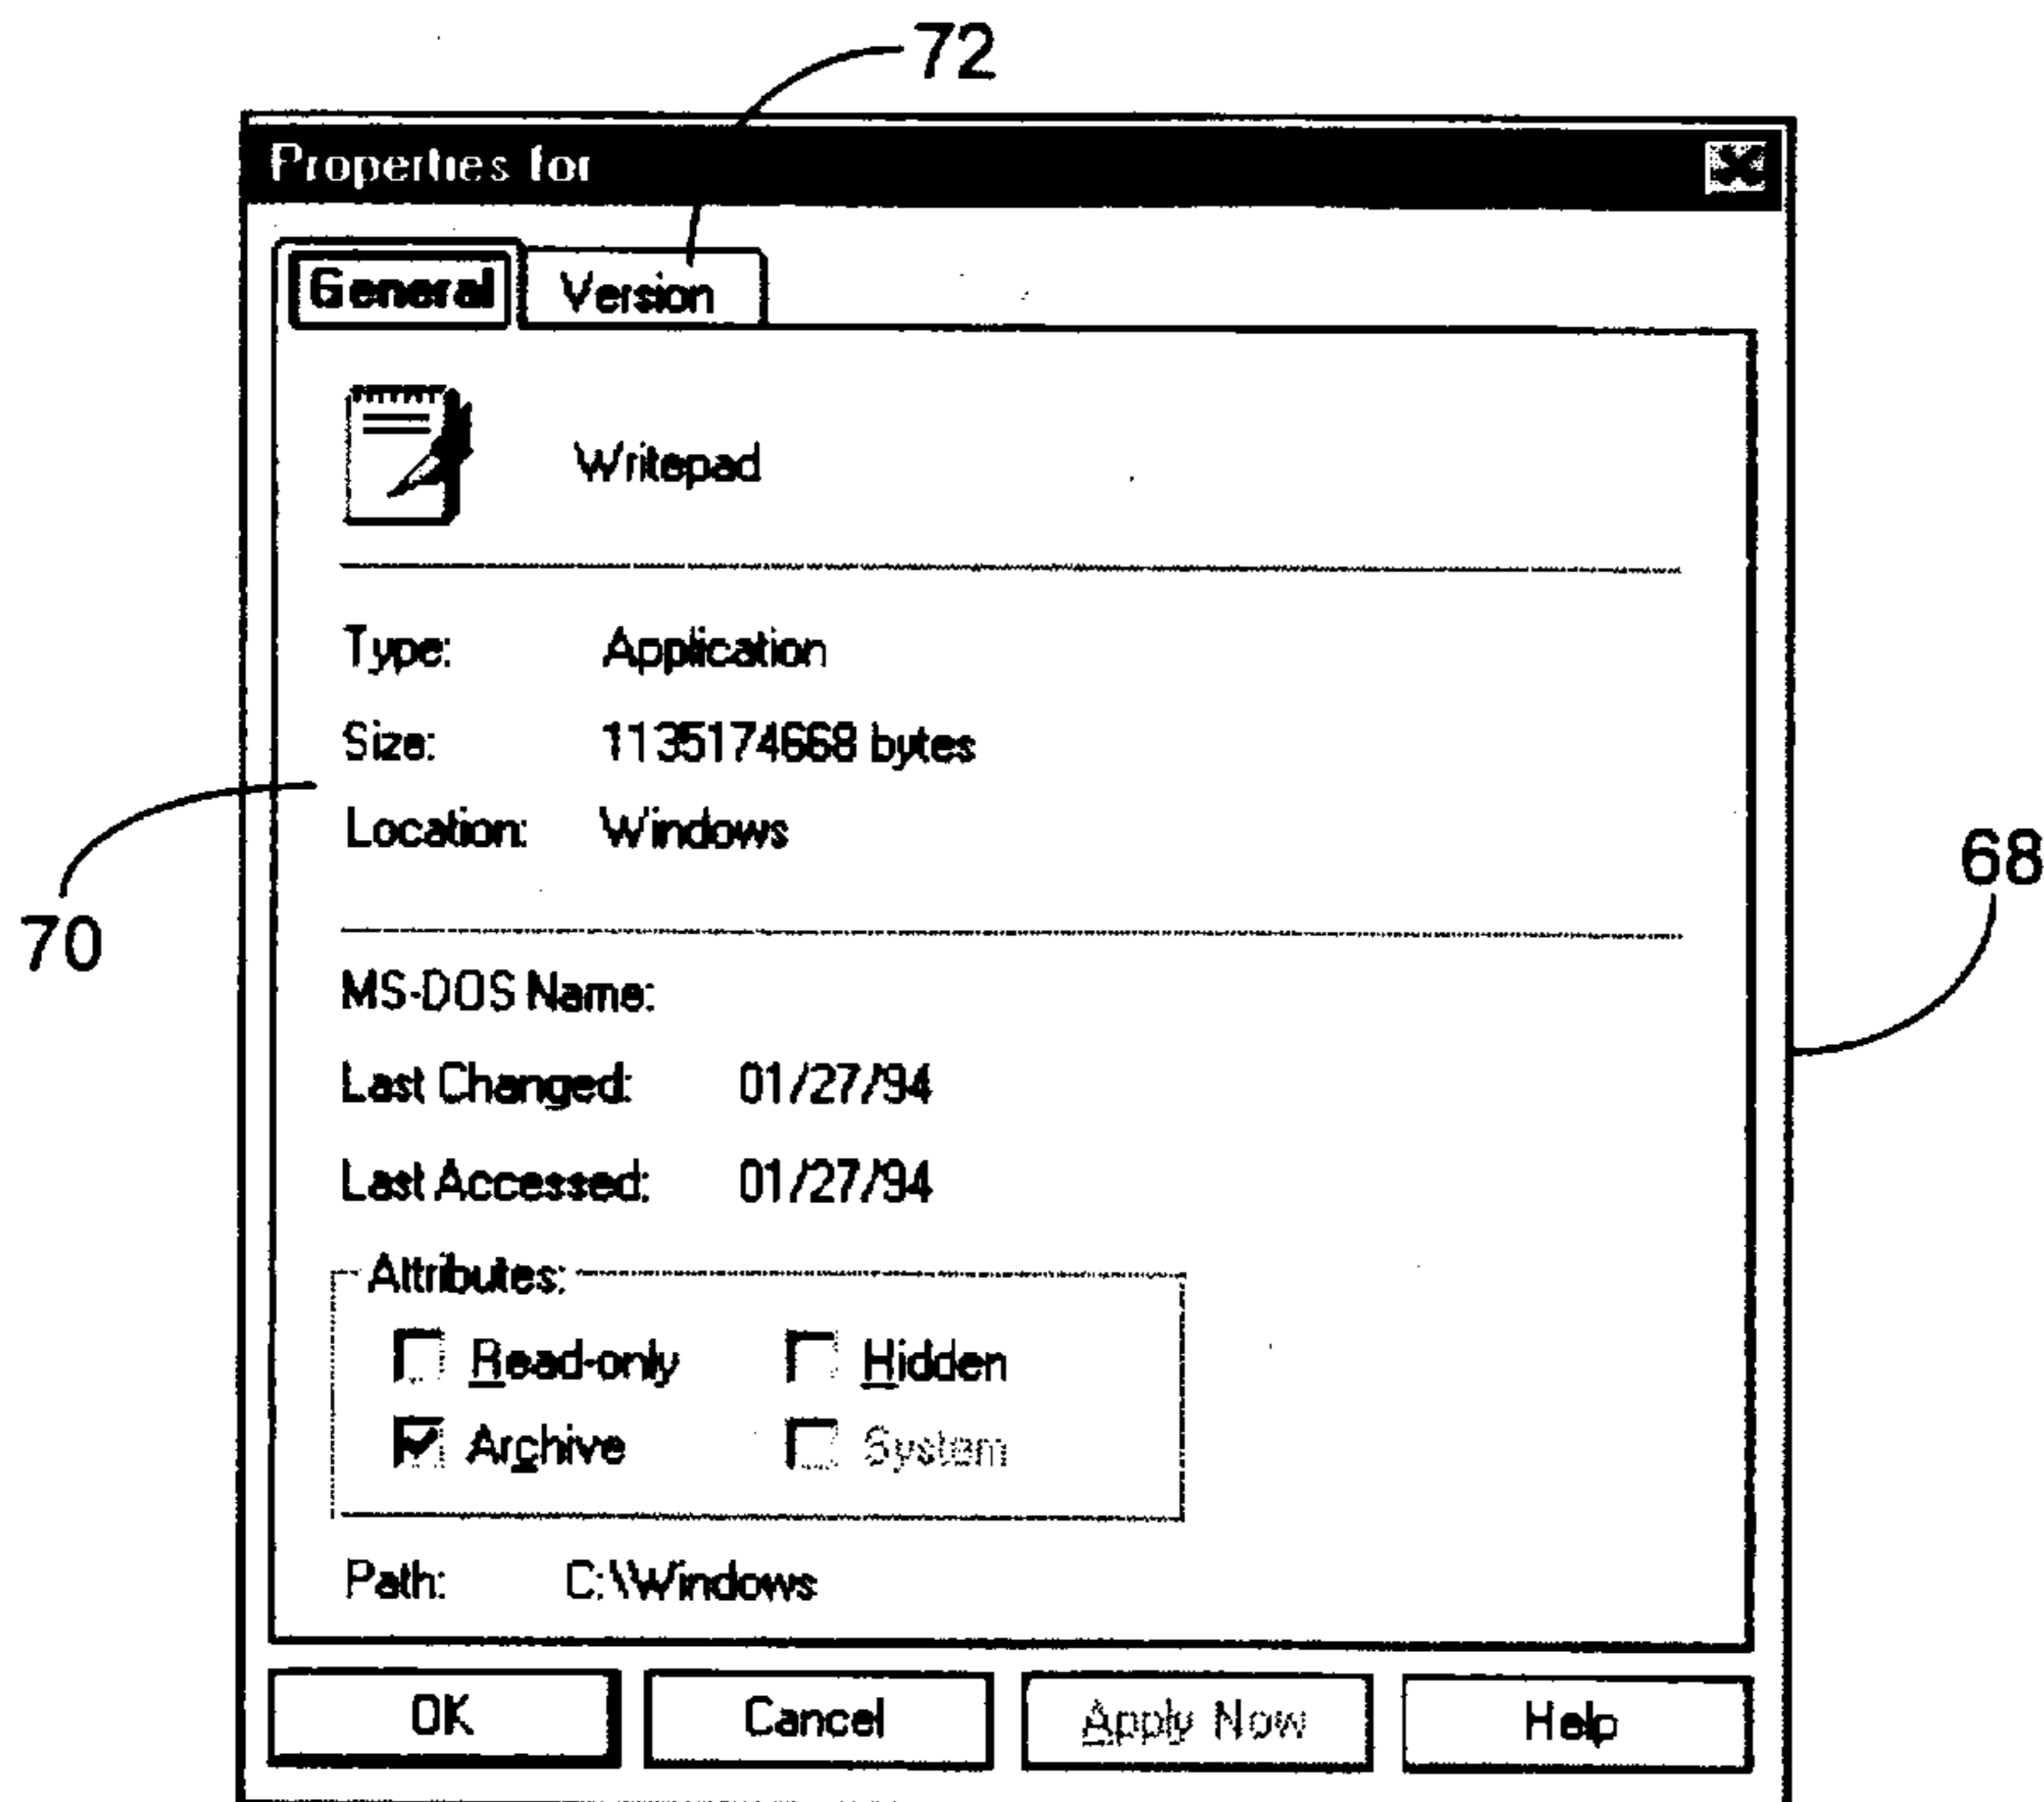 72
Properties for
General Version
Writepad
Type: Application
Size: 1135174668 bytes
Location: Windows
68
70
MS-DOS Name:
Last Changed: 01/27/94
Last Accessed: 01/27/94
Attributes:
Read-only Hidden
Archive System
Path: C:\Windows
OK Cancel Apply Now Help